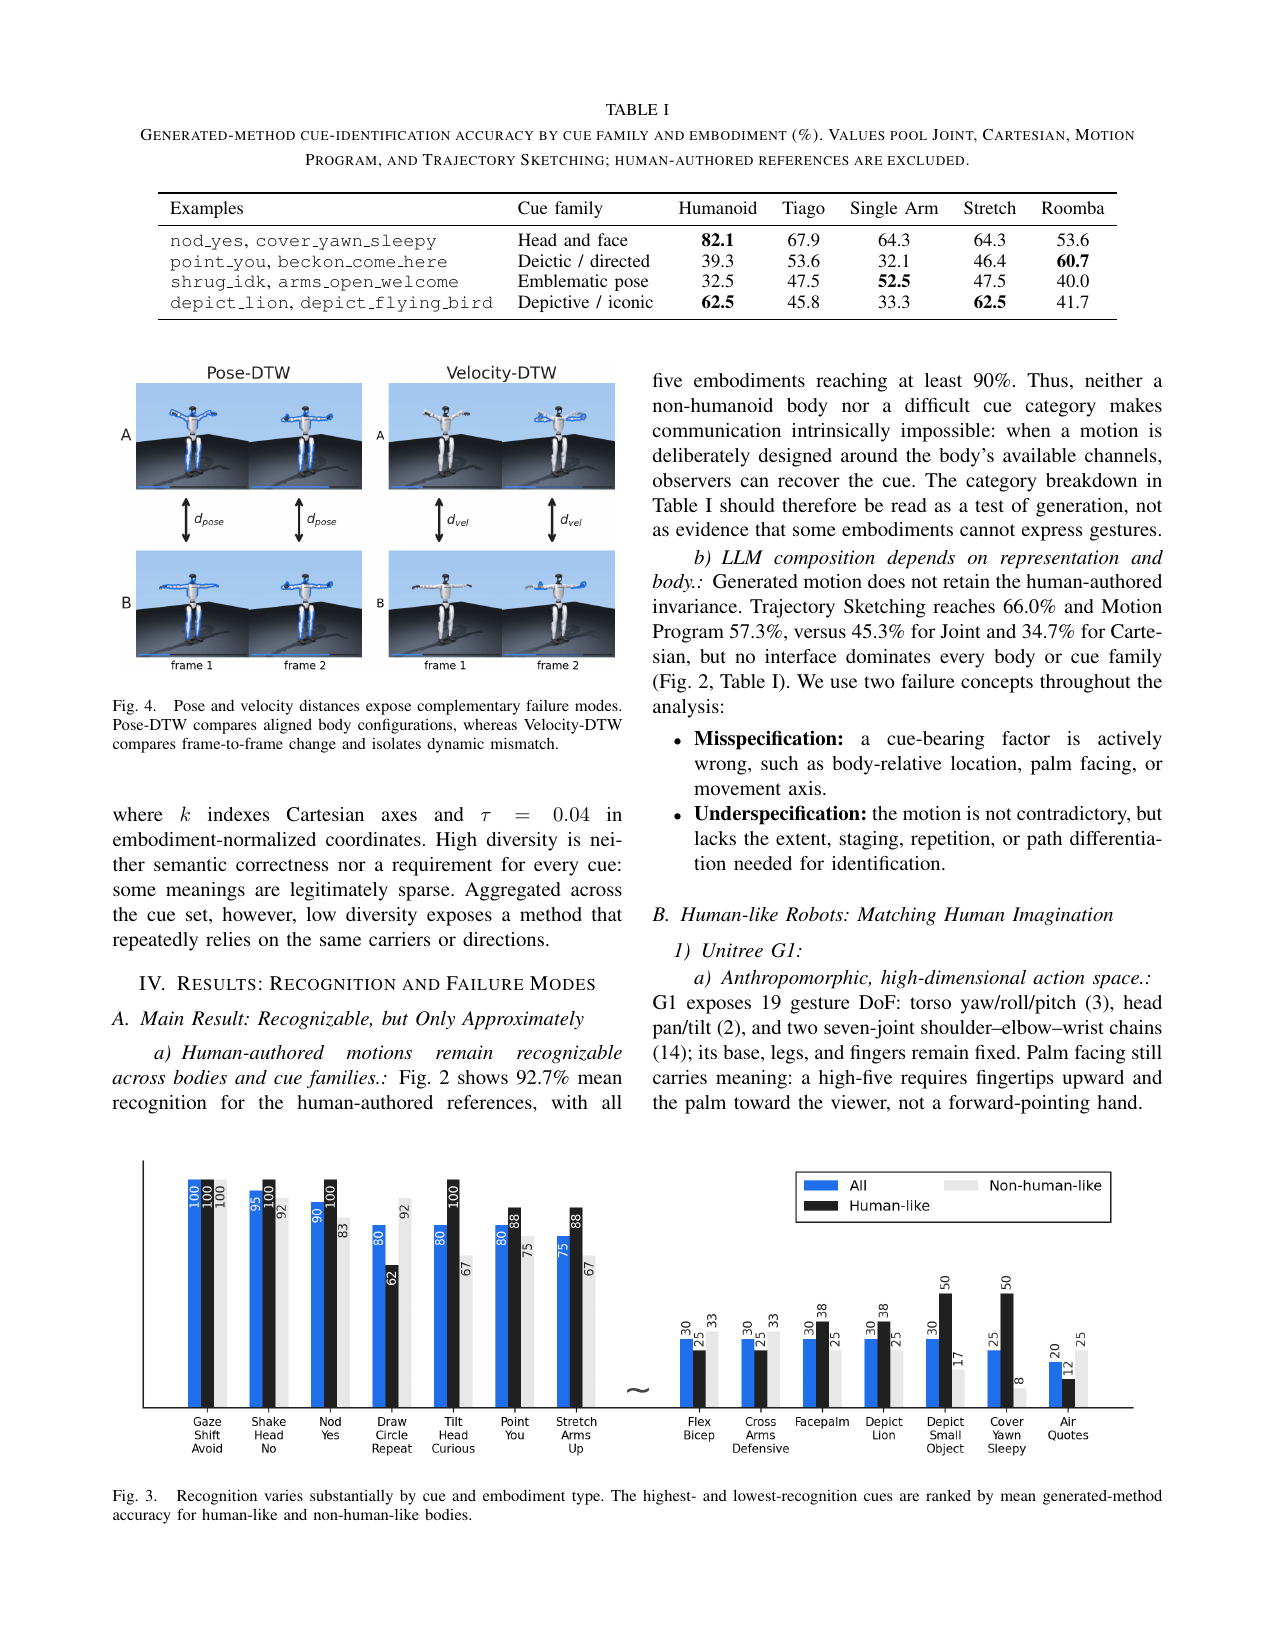 TABLE I
GENERATED-METHOD CUE-IDENTIFICATION ACCURACY BY CUE FAMILY AND EMBODIMENT (%). VALUES POOL JOINT, CARTESIAN, MOTION
PROGRAM, AND TRAJECTORY SKETCHING; HUMAN-AUTHORED REFERENCES ARE EXCLUDED.
Examples Cue family Humanoid Tiago Single Arm Stretch Roomba
nod_yes, cover_yawn_sleepy Head and face 82.1 67.9 64.3 64.3 53.6
point_you, beckon_come_here Deictic / directed 39.3 53.6 32.1 46.4 60.7
shrug_idk, arms_open_welcome Emblematic pose 32.5 47.5 52.5 47.5 40.0
depict_lion, depict_flying_bird Depictive / iconic 62.5 45.8 33.3 62.5 41.7
Pose-DTW Velocity-DTW
A A
dpose dpose dvel dvel
B B
frame 1 frame 2 frame 1 frame 2
Fig. 4. Pose and velocity distances expose complementary failure modes.
Pose-DTW compares aligned body configurations, whereas Velocity-DTW
compares frame-to-frame change and isolates dynamic mismatch.
where k indexes Cartesian axes and τ = 0.04 in
embodiment-normalized coordinates. High diversity is nei-
ther semantic correctness nor a requirement for every cue:
some meanings are legitimately sparse. Aggregated across
the cue set, however, low diversity exposes a method that
repeatedly relies on the same carriers or directions.
IV. RESULTS: RECOGNITION AND FAILURE MODES
A. Main Result: Recognizable, but Only Approximately
a) Human-authored motions remain recognizable
across bodies and cue families.: Fig. 2 shows 92.7% mean
recognition for the human-authored references, with all
five embodiments reaching at least 90%. Thus, neither a
non-humanoid body nor a difficult cue category makes
communication intrinsically impossible: when a motion is
deliberately designed around the body's available channels,
observers can recover the cue. The category breakdown in
Table I should therefore be read as a test of generation, not
as evidence that some embodiments cannot express gestures.
b) LLM composition depends on representation and
body.: Generated motion does not retain the human-authored
invariance. Trajectory Sketching reaches 66.0% and Motion
Program 57.3%, versus 45.3% for Joint and 34.7% for Carte-
sian, but no interface dominates every body or cue family
(Fig. 2, Table I). We use two failure concepts throughout the
analysis:
• Misspecification: a cue-bearing factor is actively
wrong, such as body-relative location, palm facing, or
movement axis.
• Underspecification: the motion is not contradictory, but
lacks the extent, staging, repetition, or path differentia-
tion needed for identification.
B. Human-like Robots: Matching Human Imagination
1) Unitree G1:
a) Anthropomorphic, high-dimensional action space.:
G1 exposes 19 gesture DoF: torso yaw/roll/pitch (3), head
pan/tilt (2), and two seven-joint shoulder–elbow–wrist chains
(14); its base, legs, and fingers remain fixed. Palm facing still
carries meaning: a high-five requires fingertips upward and
the palm toward the viewer, not a forward-pointing hand.
All Non-human-like
Human-like
100 100 100 95 100 92 90 100 83 80 62 92 80 100 67 80 88 75 75 88 67 ~ 30 25 33 30 25 33 30 38 25 30 38 25 30 50 17 25 50 8 20 12 25
Gaze Shake Nod Draw Tilt Point Stretch Flex Cross Facepalm Depict Depict Cover Air
Shift Head Yes Circle Head You Arms Bicep Arms Lion Small Yawn Quotes
Avoid No Repeat Curious Up Defensive Object Sleepy
Fig. 3. Recognition varies substantially by cue and embodiment type. The highest- and lowest-recognition cues are ranked by mean generated-method
accuracy for human-like and non-human-like bodies.